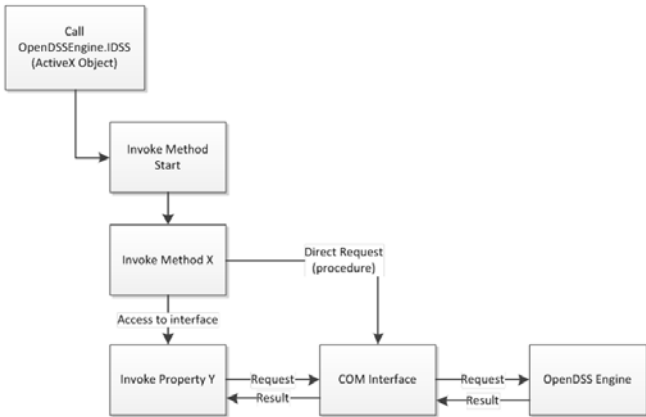 Call
OpenDSSEngine.IDSS
(ActiveX Object)
Invoke Method
Start
Invoke Method X
Direct Request
(procedure)
Access to interface
Invoke Property Y
Request
Result
COM Interface
Request
Result
OpenDSS Engine